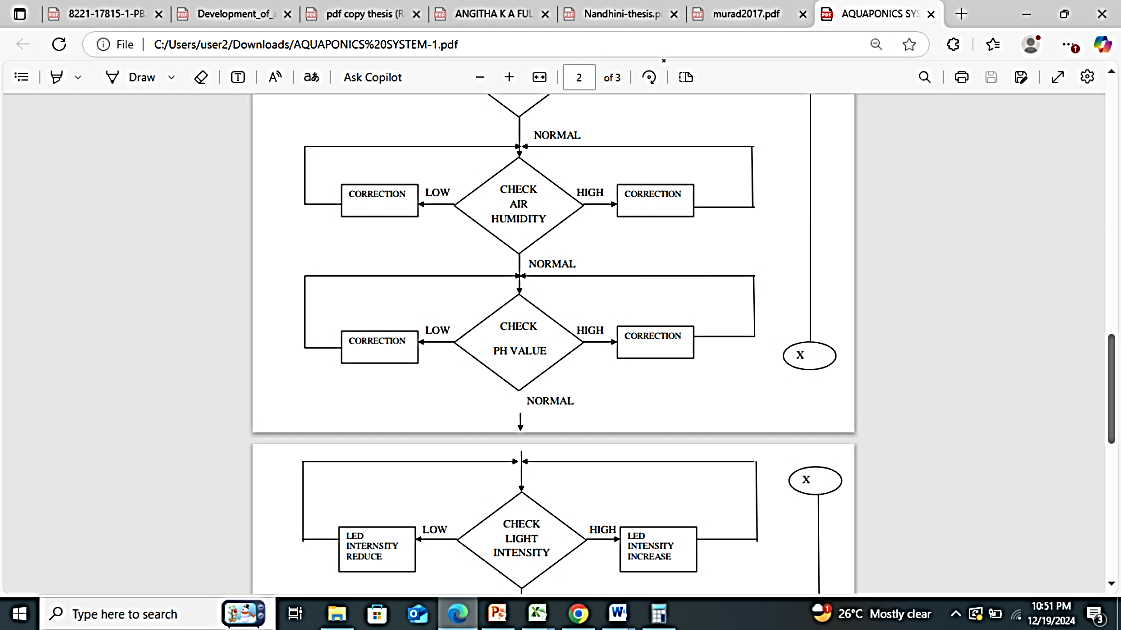 8221-17815-1-PB.
Development_of_
pdf copy thesis (R
ANGITHA K A FUL
Nandhini-thesis.p
murad2017.pdf
AQUAPONICS SYS
File
C:/Users/user2/Downloads/AQUAPONICS%20SYSTEM-1.pdf
Draw
Ask Copilot
2
of 3
NORMAL
CORRECTION
LOW
CHECK
AIR
HUMIDITY
HIGH
CORRECTION
NORMAL
CORRECTION
LOW
CHECK
PH VALUE
HIGH
CORRECTION
X
NORMAL
X
LED
INTERNSITY
REDUCE
LOW
CHECK
LIGHT
INTENSITY
HIGH
LED
INTENSITY
INCREASE
Type here to search
26°C Mostly clear
10:51 PM
12/19/2024
3